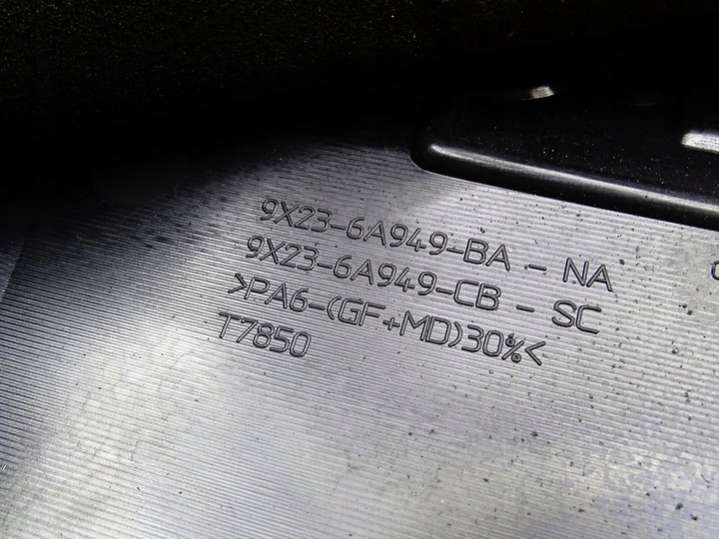 9X23-6A949-BA - NA
9X23-6A949-CB - SC
>PA6-(GF+MD)30%<
T7850